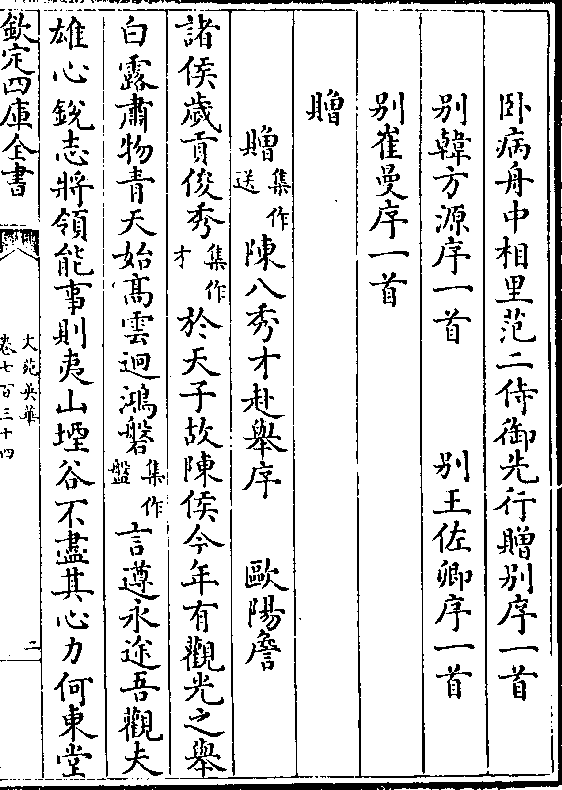 卧病舟中相里范二侍御先行贈别序一首
别韓方源序一首 别王佐卿序一首
别崔曼序一首
贈
贈集作送陳八秀才赴舉序 歐陽詹
諸侯歲貢俊秀集作才於天子故陳侯今年有觀光之舉
白露肅物青天始髙雲迥鴻磐集作盤言遵永途吾觀夫
雄心銳志將領能事則夷山堙谷不盡其心力何東堂
欽定四庫全書
文苑英華
卷七百三十四
二